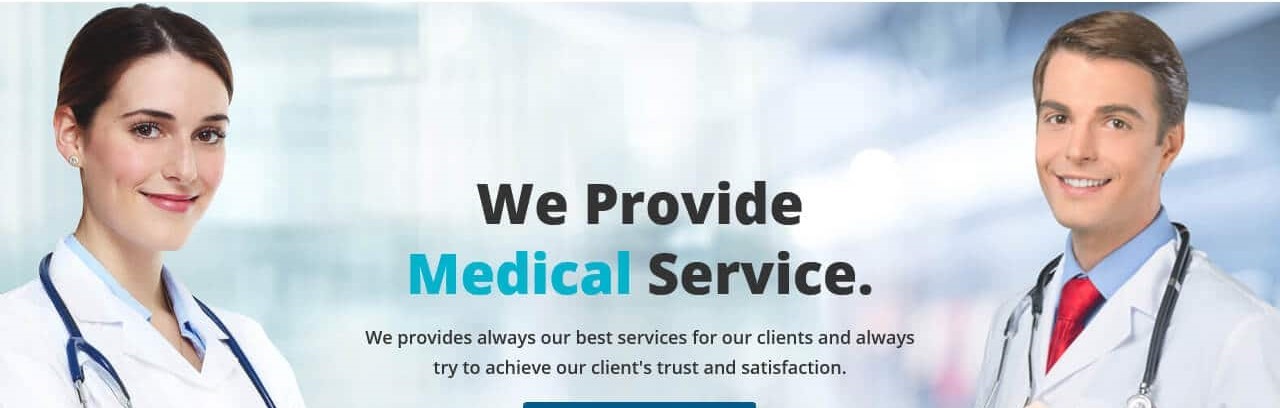 We Provide
Medical Service.
We provides always our best services for our clients and always
try to achieve our client's trust and satisfaction.